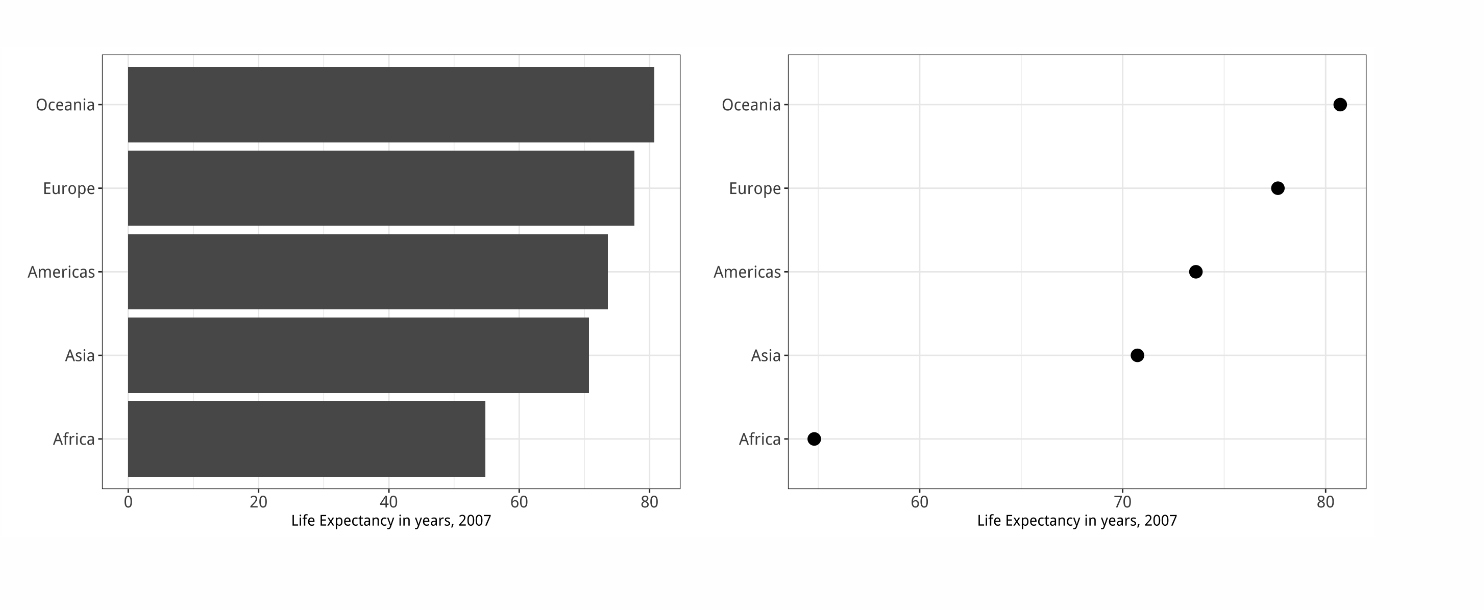 Oceania
Europe
Americas
Asia
Africa
0 20 40 60 80
Life Expectancy in years, 2007
Oceania
Europe
Americas
Asia
Africa
60 70 80
Life Expectancy in years, 2007